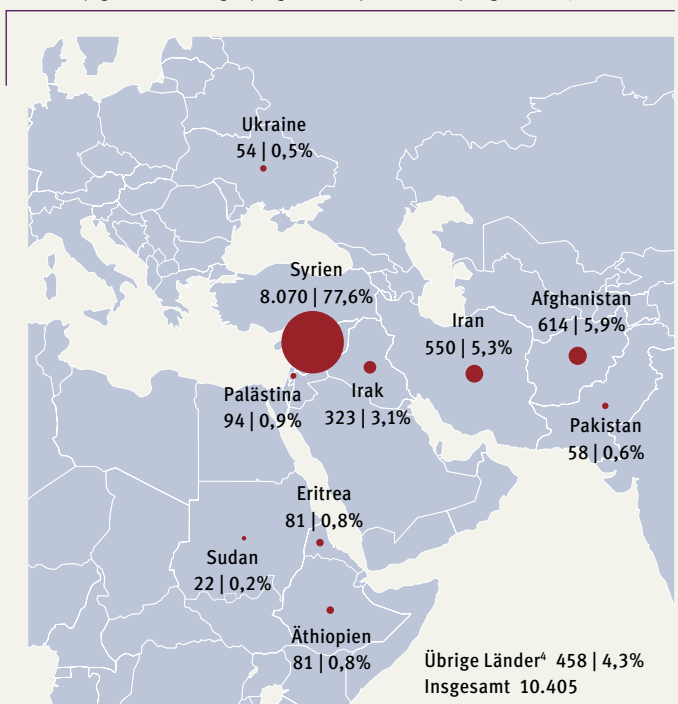 Ukraine
54 | 0,5%
Syrien
8.070 | 77,6%
Afghanistan
614 | 5,9%
Iran
550 | 5,3%
Palästina
94 | 0,9%
Irak
323 | 3,1%
Pakistan
58 | 0,6%
Eritrea
81 | 0,8%
Sudan
22 | 0,2%
Äthiopien
81 | 0,8%
Übrige Länder⁴ 458 | 4,3%
Insgesamt 10.405